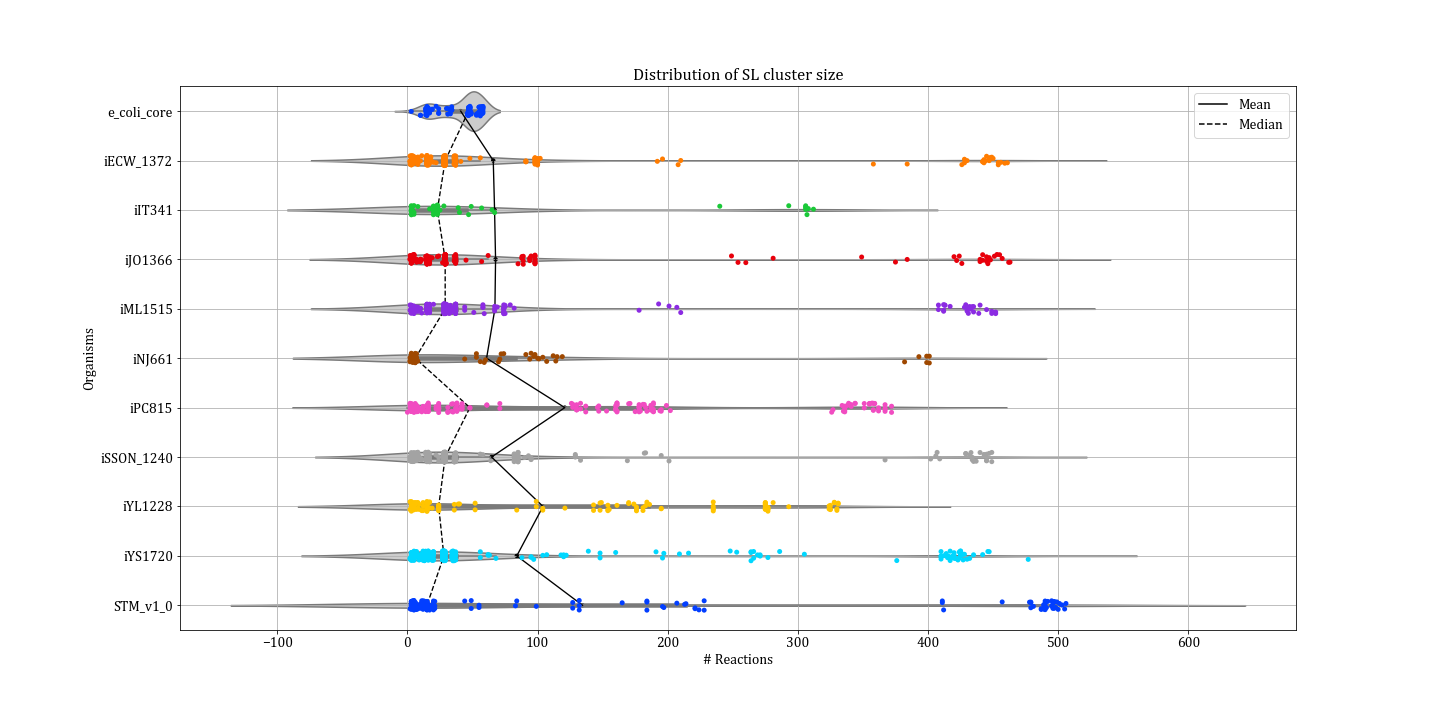 Distribution of SL cluster size
Mean
Median
e_coli_core
iECW_1372
iIT341
iJO1366
iML1515
iNJ661
iPC815
iSSON_1240
iYL1228
iYS1720
STM_v1_0
Organisms
−100 0 100 200 300 400 500 600
# Reactions